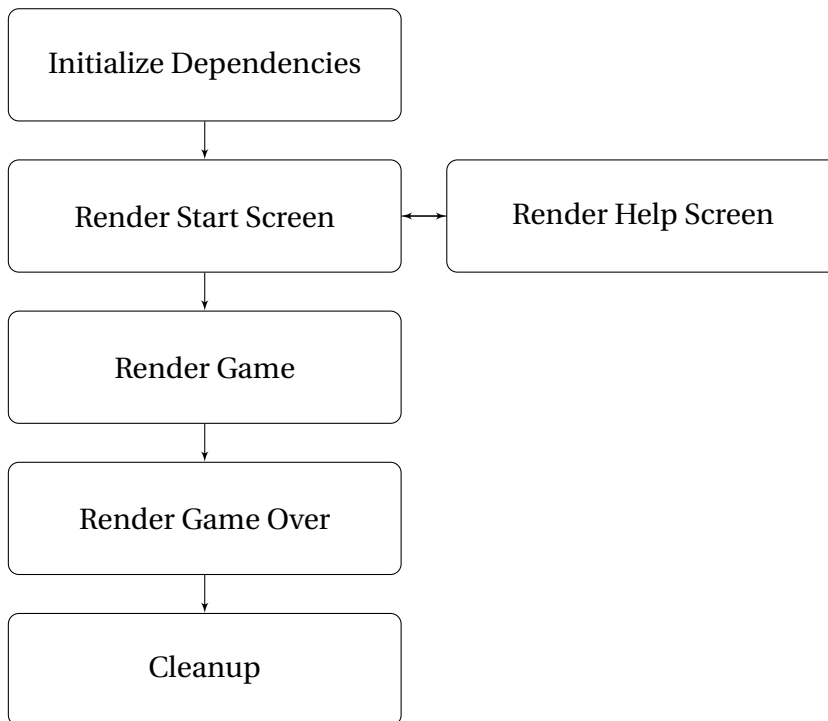 Initialize Dependencies
Render Start Screen
Render Help Screen
Render Game
Render Game Over
Cleanup